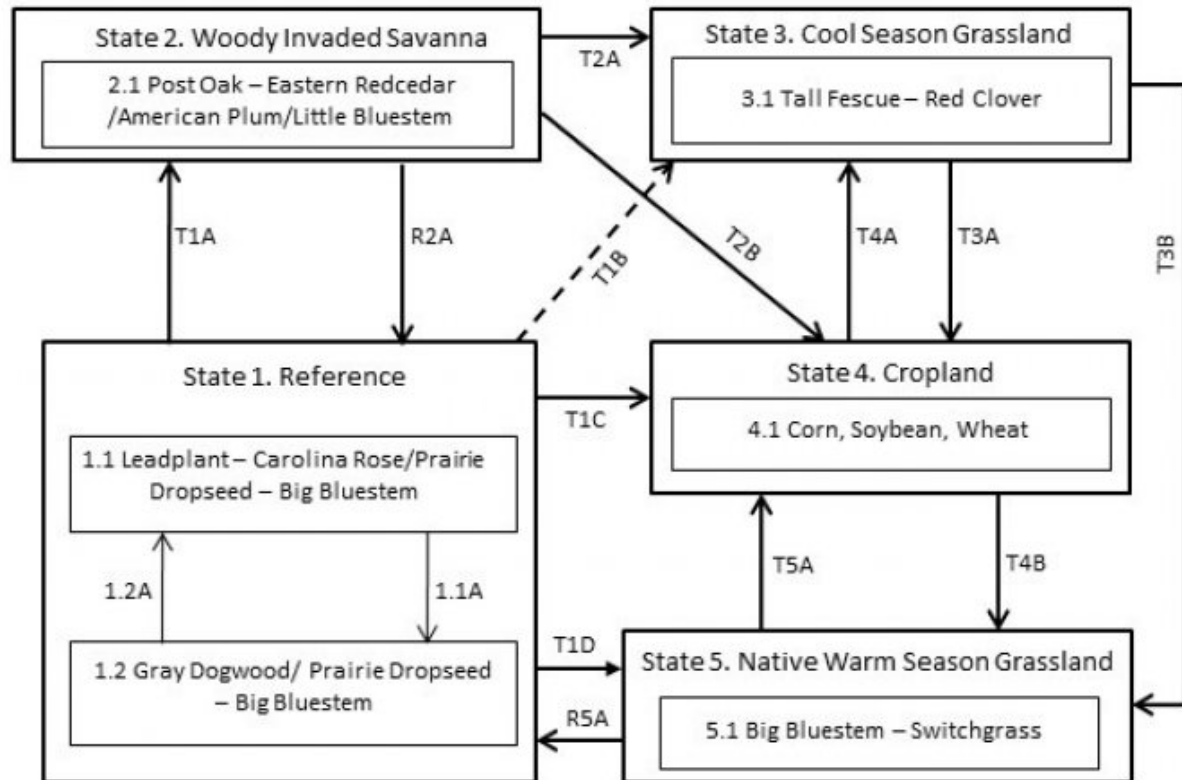 State 2. Woody Invaded Savanna
2.1 Post Oak – Eastern Redcedar
/American Plum/Little Bluestem
T2A
State 3. Cool Season Grassland
3.1 Tall Fescue – Red Clover
T1A
R2A
T1B
T2B
T4A
T3A
T3B
State 1. Reference
1.1 Leadplant – Carolina Rose/Prairie
Dropseed – Big Bluestem
1.2A
1.1A
1.2 Gray Dogwood/ Prairie Dropseed
– Big Bluestem
T1C
State 4. Cropland
4.1 Corn, Soybean, Wheat
T5A
T4B
T1D
R5A
State 5. Native Warm Season Grassland
5.1 Big Bluestem – Switchgrass